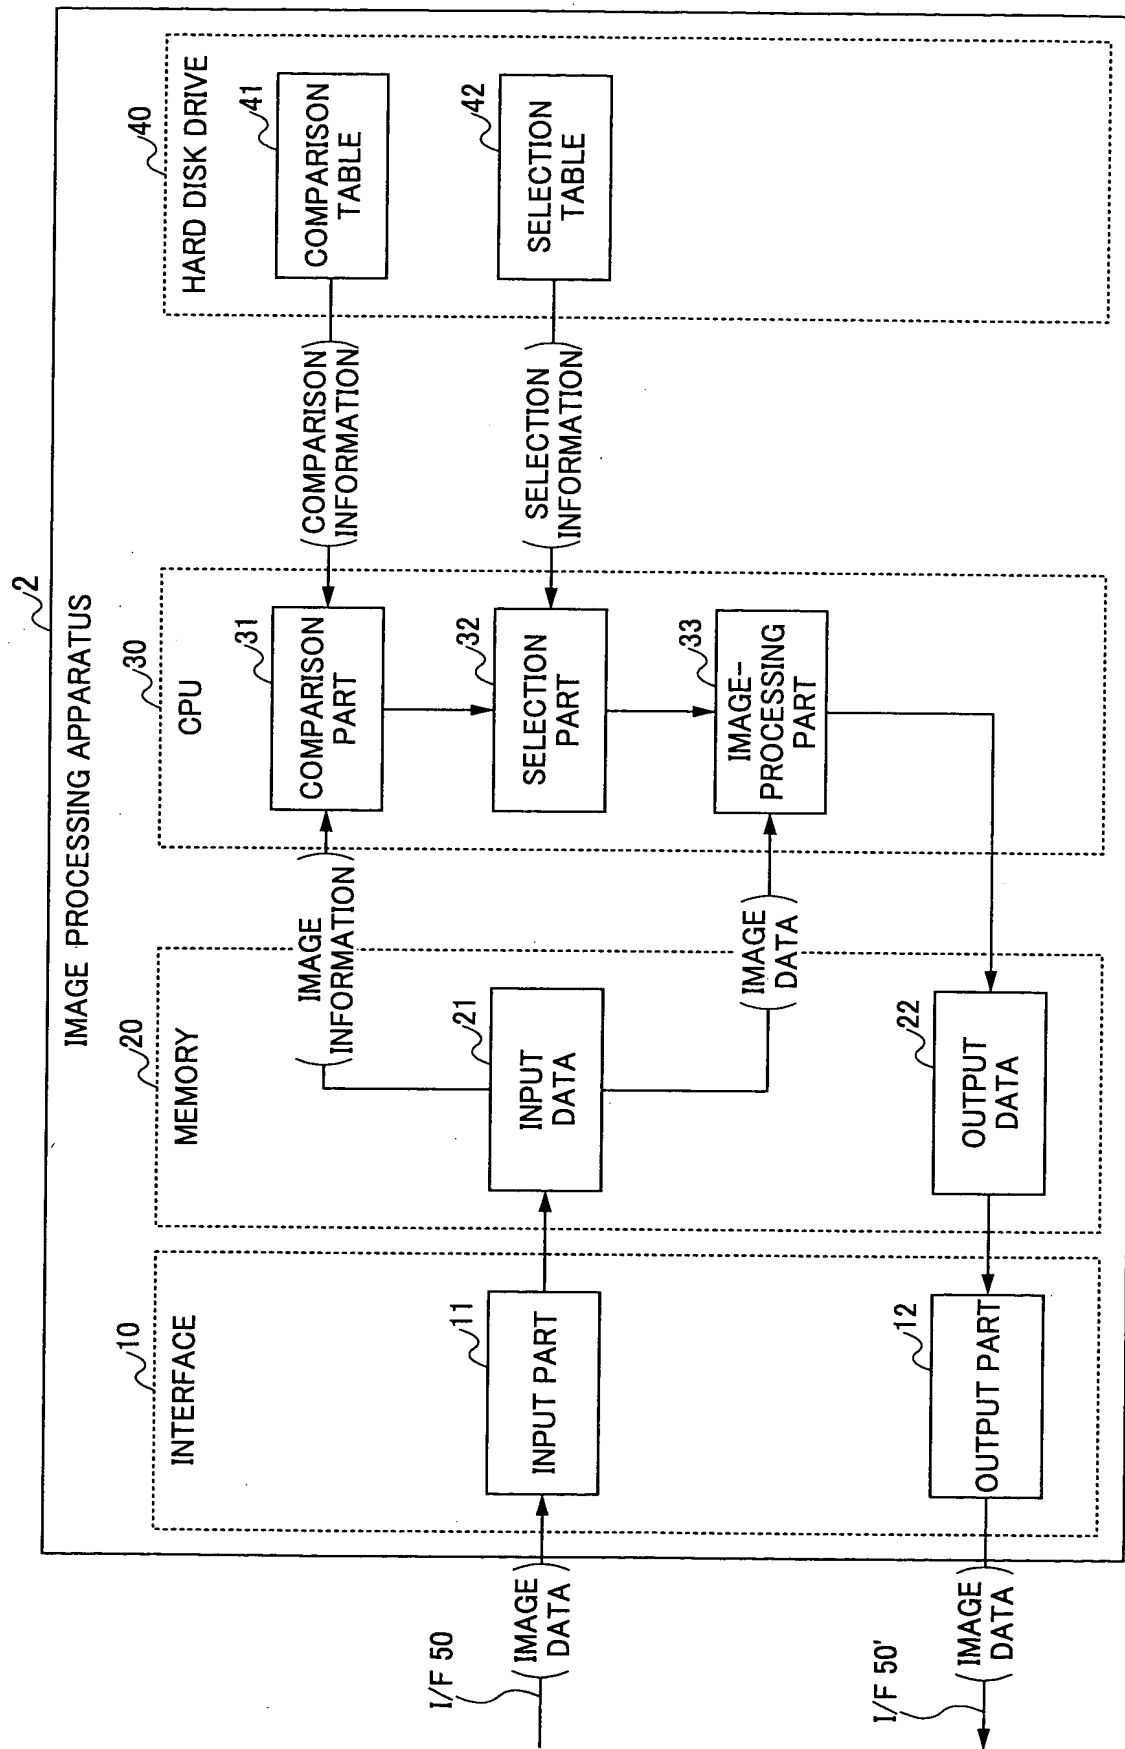 IMAGE PROCESSING APPARATUS
2
10
INTERFACE
11
INPUT PART
12
OUTPUT PART
I/F 50
(IMAGE
DATA)
I/F 50'
(IMAGE
DATA)
20
MEMORY
21
INPUT
DATA
22
OUTPUT
DATA
(IMAGE
INFORMATION)
(IMAGE
DATA)
30
CPU
31
COMPARISON
PART
32
SELECTION
PART
33
IMAGE-
PROCESSING
PART
(COMPARISON
INFORMATION)
(SELECTION
INFORMATION)
40
HARD DISK DRIVE
41
COMPARISON
TABLE
42
SELECTION
TABLE